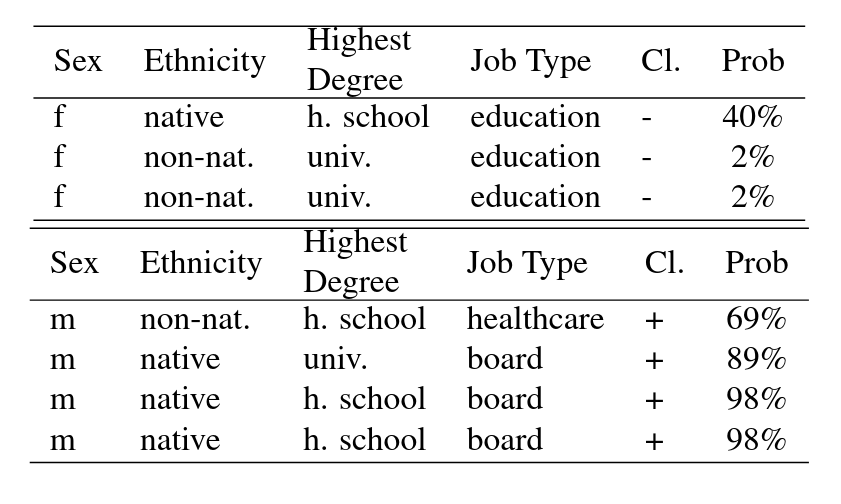 Sex Ethnicity Highest Degree Job Type Cl. Prob
f native h. school education - 40%
f non-nat. univ. education - 2%
f non-nat. univ. education - 2%
Sex Ethnicity Highest Degree Job Type Cl. Prob
m non-nat. h. school healthcare + 69%
m native univ. board + 89%
m native h. school board + 98%
m native h. school board + 98%